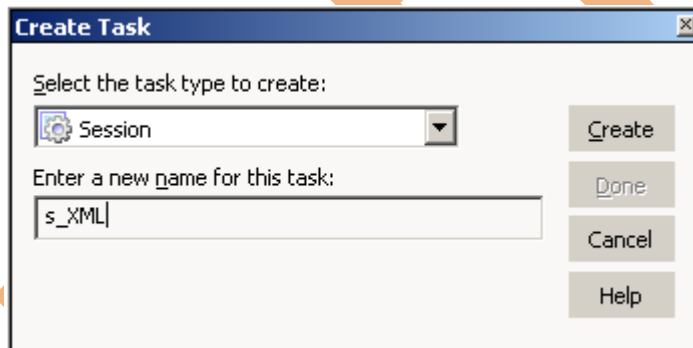 Create Task
Select the task type to create:
Session
Create
Enter a new name for this task:
Done
s_XML
Cancel
Help